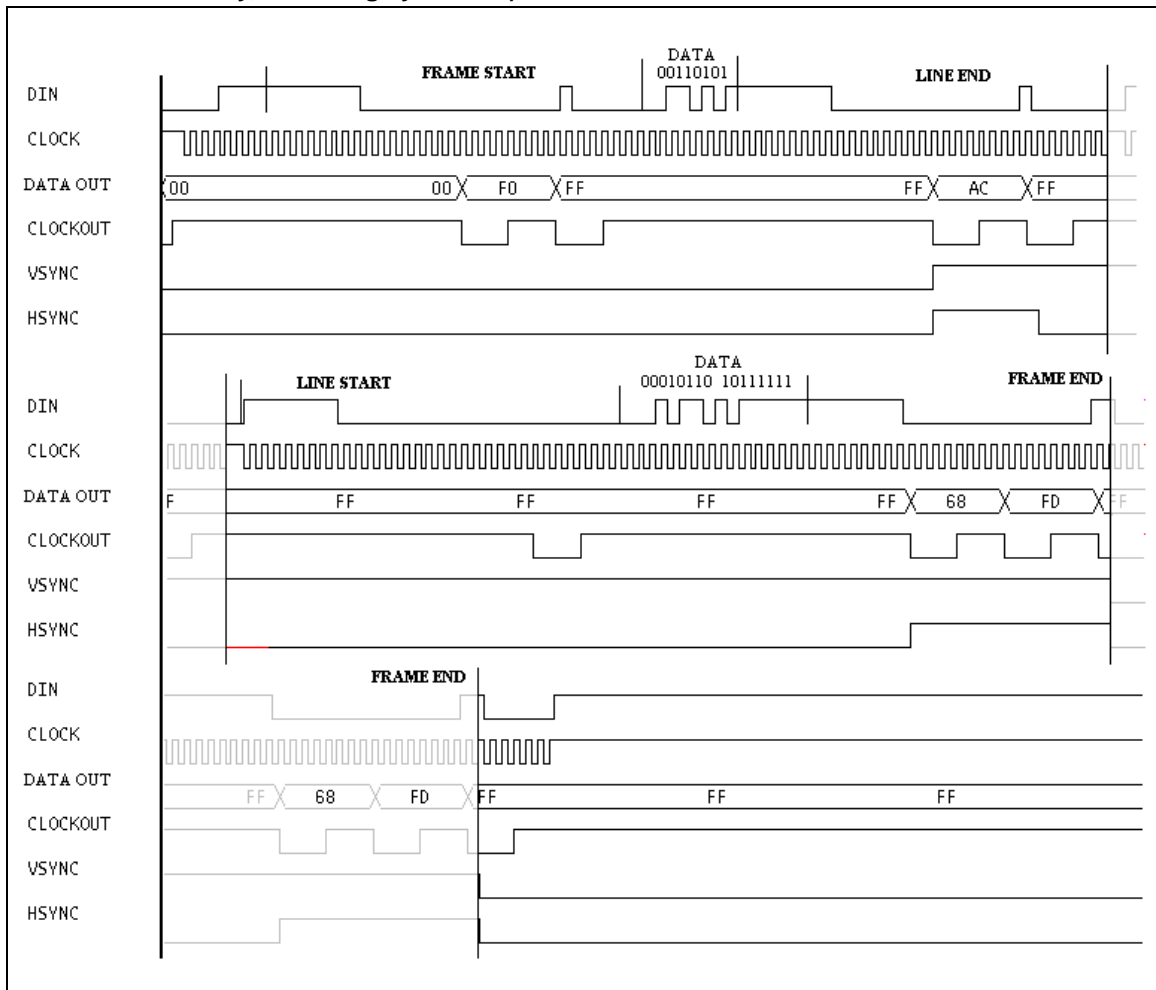 DATA
FRAME START 00110101 LINE END
DIN
CLOCK
DATA OUT 00 00 F0 FF FF AC FF
CLOCKOUT
VSYNC
HSYNC
DATA
LINE START 00010110 10111111 FRAME END
DIN
CLOCK
DATA OUT F FF FF FF FF 68 FD FF
CLOCKOUT
VSYNC
HSYNC
FRAME END
DIN
CLOCK
DATA OUT
FF 68 FD FF FF FF
CLOCKOUT
VSYNC
HSYNC